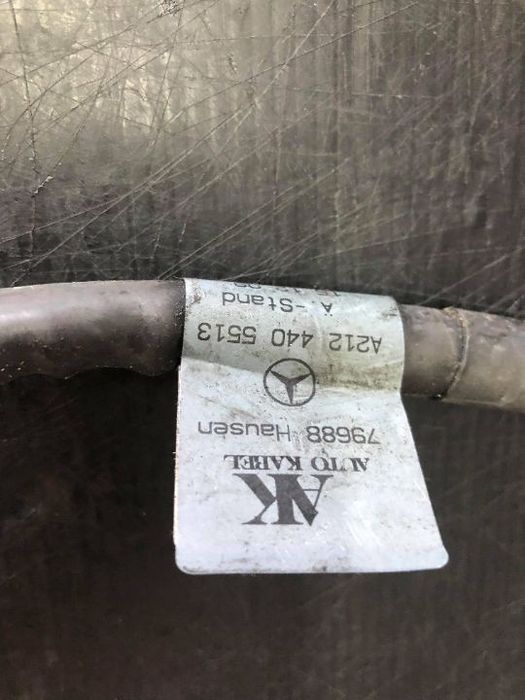 AK
AUTO KABEL
79688 Hausen
A212 440 5513
Ä.-Stand